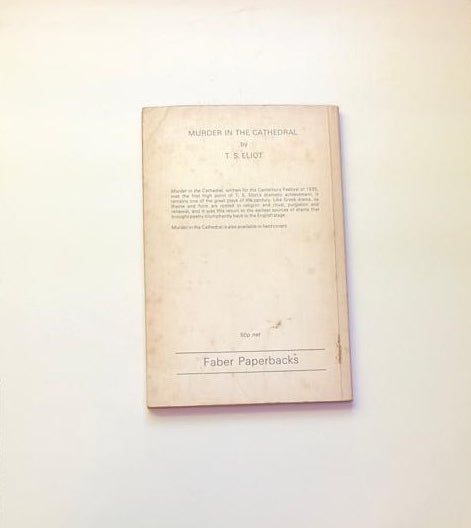 MURDER IN THE CATHEDRAL
by
T. S. ELIOT
Murder in the Cathedral, written for the Canterbury Festival of 1935,
was the first high point of T. S. Eliot's dramatic achievement. It
remains one of the great plays of the century. Like Greek drama, its
theme and form are rooted in religion and ritual, purgation and
renewal, and it was this return to the earliest sources of drama that
brought poetry triumphantly back to the English stage.
Murder in the Cathedral is also available in hard covers
50p net
Faber Paperbacks